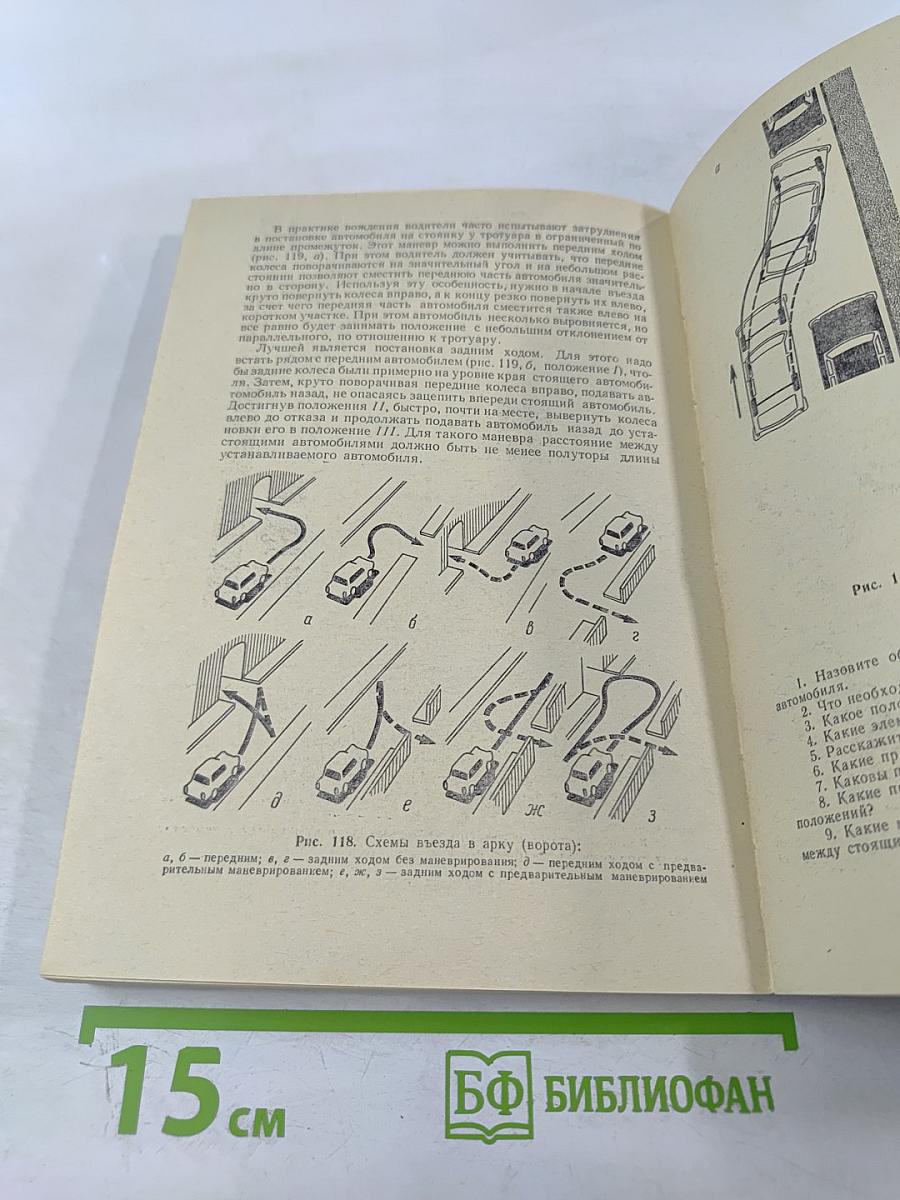 В практике вождения водители часто испытывают затруднения
в постановке автомобиля на стоянку у тротуара в ограниченный по
длине промежуток. Этот маневр можно выполнить передним ходом
(рис. 119, а). При этом водитель должен учитывать, что передние
колеса поворачиваются на значительный угол и на небольшом рас-
стоянии позволяют сместить переднюю часть автомобиля значитель-
но в сторону. Используя эту особенность, нужно в начале въезда
круто повернуть колеса вправо, а к концу резко повернуть их влево,
за счет чего передняя часть автомобиля сместится также влево на
коротком участке. При этом автомобиль несколько выровняется, но
все равно будет занимать положение с небольшим отклонением от
параллельного, по отношению к тротуару.
Лучшей является постановка задним ходом. Для этого надо
встать рядом с передним автомобилем (рис. 119, б, положение I), что-
бы задние колеса были примерно на уровне края стоящего автомоби-
ля. Затем, круто поворачивая передние колеса вправо, подавать ав-
томобиль назад, не опасаясь зацепить впереди стоящий автомобиль.
Достигнув положения II, быстро, почти на месте, вывернуть колеса
влево до отказа и продолжать подавать автомобиль назад до уста-
новки его в положение III. Для такого маневра расстояние между
стоящими автомобилями должно быть не менее полуторы длины
устанавливаемого автомобиля.
а б в г
д е ж з
Рис. 118. Схемы въезда в арку (ворота):
а, б — передним; в, г — задним ходом без маневрирования; д — передним ходом с предва-
рительным маневрированием; е, ж, з — задним ходом с предварительным маневрированием
а
Рис. 1
1. Назовите об
автомобиля.
2. Что необход
3. Какое поло
4. Какие элем
5. Расскажит
6. Какие пр
7. Каковы п
8. Какие п
положений?
9. Какие
между стоящи
15 см
БФ БИБЛИОФАН